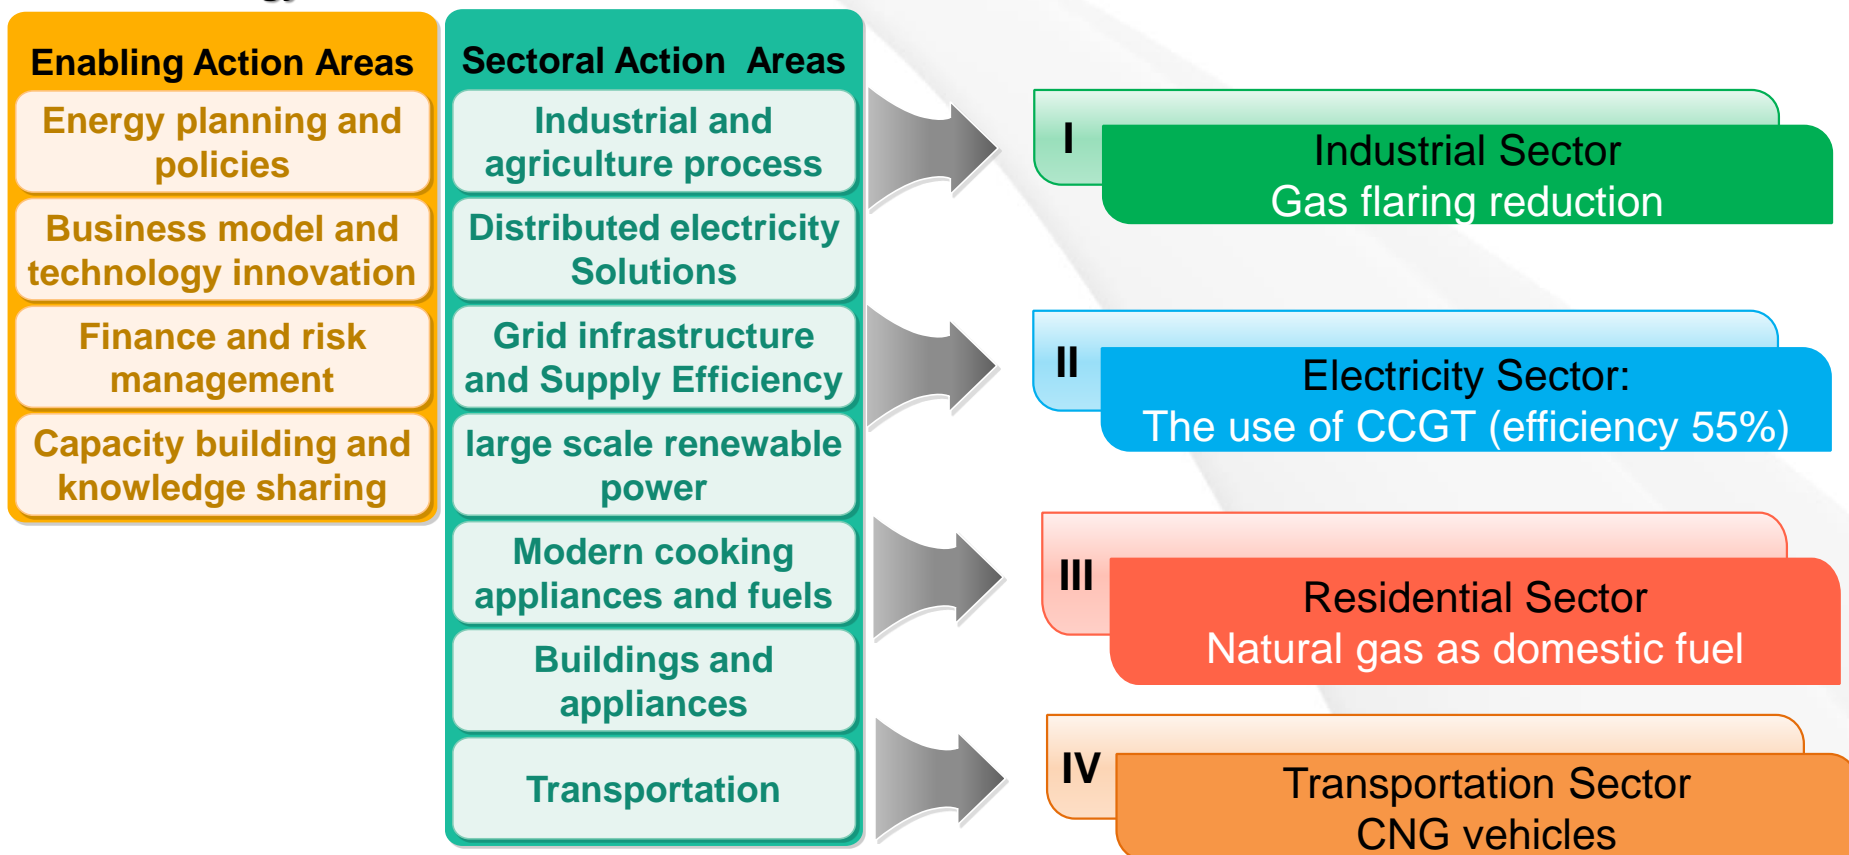 Enabling Action Areas
Energy planning and
policies
Business model and
technology innovation
Finance and risk
management
Capacity building and
knowledge sharing
Sectoral Action Areas
Industrial and
agriculture process
Distributed electricity
Solutions
Grid infrastructure
and Supply Efficiency
large scale renewable
power
Modern cooking
appliances and fuels
Buildings and
appliances
Transportation
I
Industrial Sector
Gas flaring reduction
II
Electricity Sector:
The use of CCGT (efficiency 55%)
III
Residential Sector
Natural gas as domestic fuel
IV
Transportation Sector
CNG vehicles